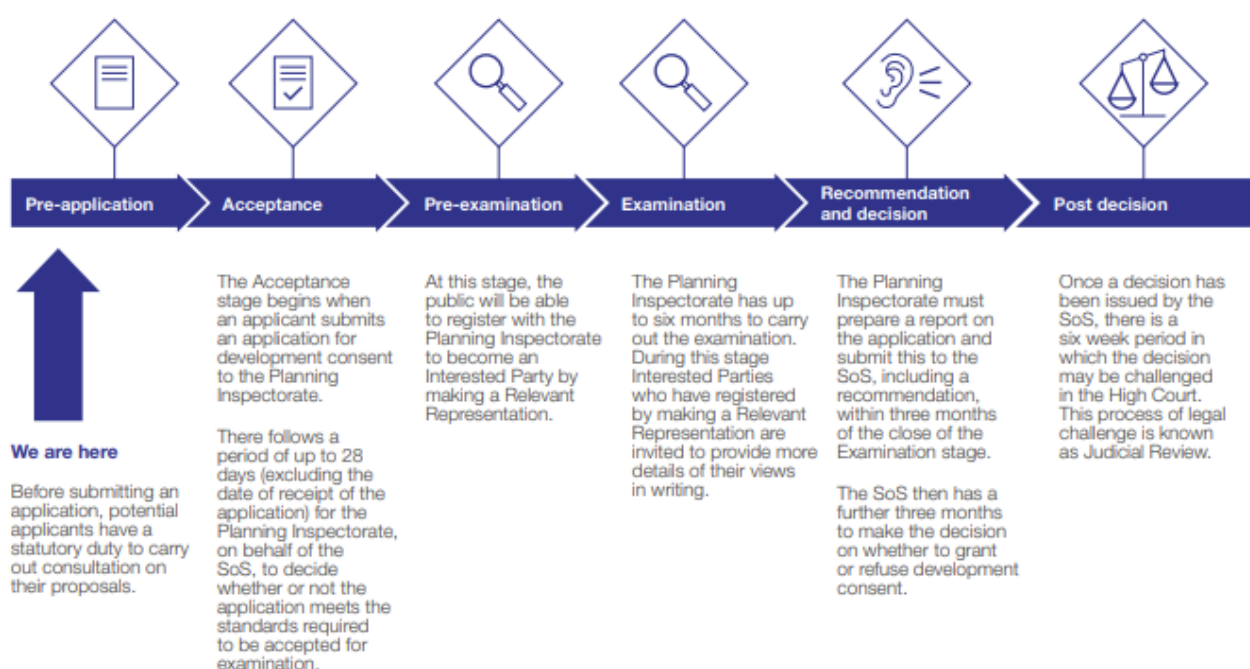 Pre-application
Acceptance
Pre-examination
Examination
Recommendation
and decision
Post decision
We are here
Before submitting an
application, potential
applicants have a
statutory duty to carry
out consultation on
their proposals.
The Acceptance
stage begins when
an applicant submits
an application for
development consent
to the Planning
Inspectorate.
There follows a
period of up to 28
days (excluding the
date of receipt of the
application) for the
Planning Inspectorate,
on behalf of the
SoS, to decide
whether or not the
application meets the
standards required
to be accepted for
examination.
At this stage, the
public will be able
to register with the
Planning Inspectorate
to become an
Interested Party by
making a Relevant
Representation.
The Planning
Inspectorate has up
to six months to carry
out the examination.
During this stage
Interested Parties
who have registered
by making a Relevant
Representation are
invited to provide more
details of their views
in writing.
The Planning
Inspectorate must
prepare a report on
the application and
submit this to the
SoS, including a
recommendation,
within three months
of the close of the
Examination stage.
The SoS then has a
further three months
to make the decision
on whether to grant
or refuse development
consent.
Once a decision has
been issued by the
SoS, there is a
six week period in
which the decision
may be challenged
in the High Court.
This process of legal
challenge is known
as Judicial Review.